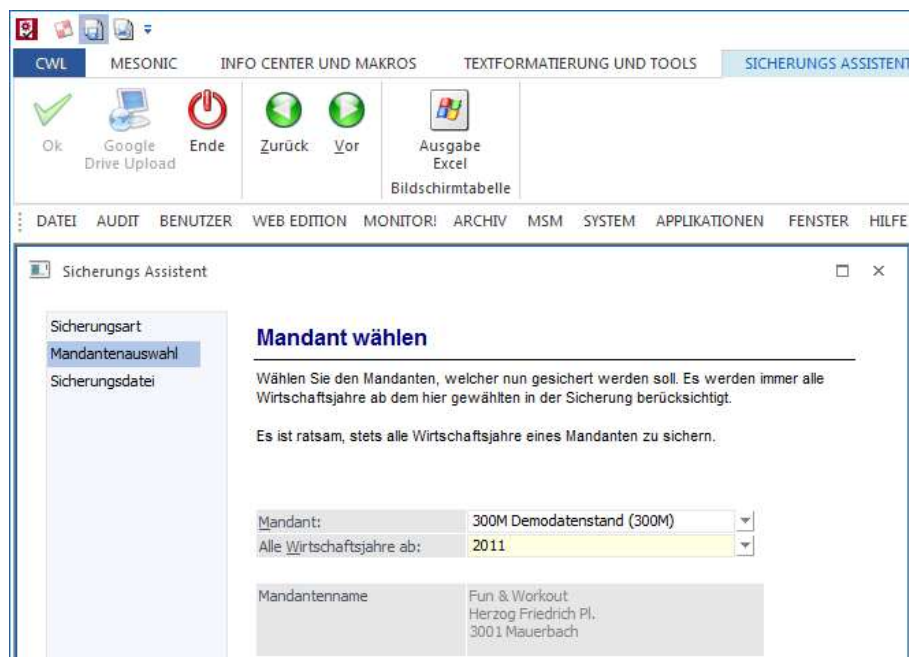 CWL MESONIC INFO CENTER UND MAKROS TEXTFORMATIERUNG UND TOOLS SICHERUNGS ASSISTENT
Ok Google Drive Upload Ende Zurück Vor Ausgabe Excel
Bildschirmtabelle
DATEI AUDIT BENUTZER WEB EDITION MONITOR! ARCHIV MSM SYSTEM APPLIKATIONEN FENSTER HILFE
Sicherungs Assistent
Sicherungsart
Mandantenauswahl
Sicherungsdatei
Mandant wählen
Wählen Sie den Mandanten, welcher nun gesichert werden soll. Es werden immer alle
Wirtschaftsjahre ab dem hier gewählten in der Sicherung berücksichtigt.
Es ist ratsam, stets alle Wirtschaftsjahre eines Mandanten zu sichern.
Mandant: 300M Demodatenstand (300M)
Alle Wirtschaftsjahre ab: 2011
Mandantenname Fun & Workout
Herzog Friedrich Pl.
3001 Mauerbach